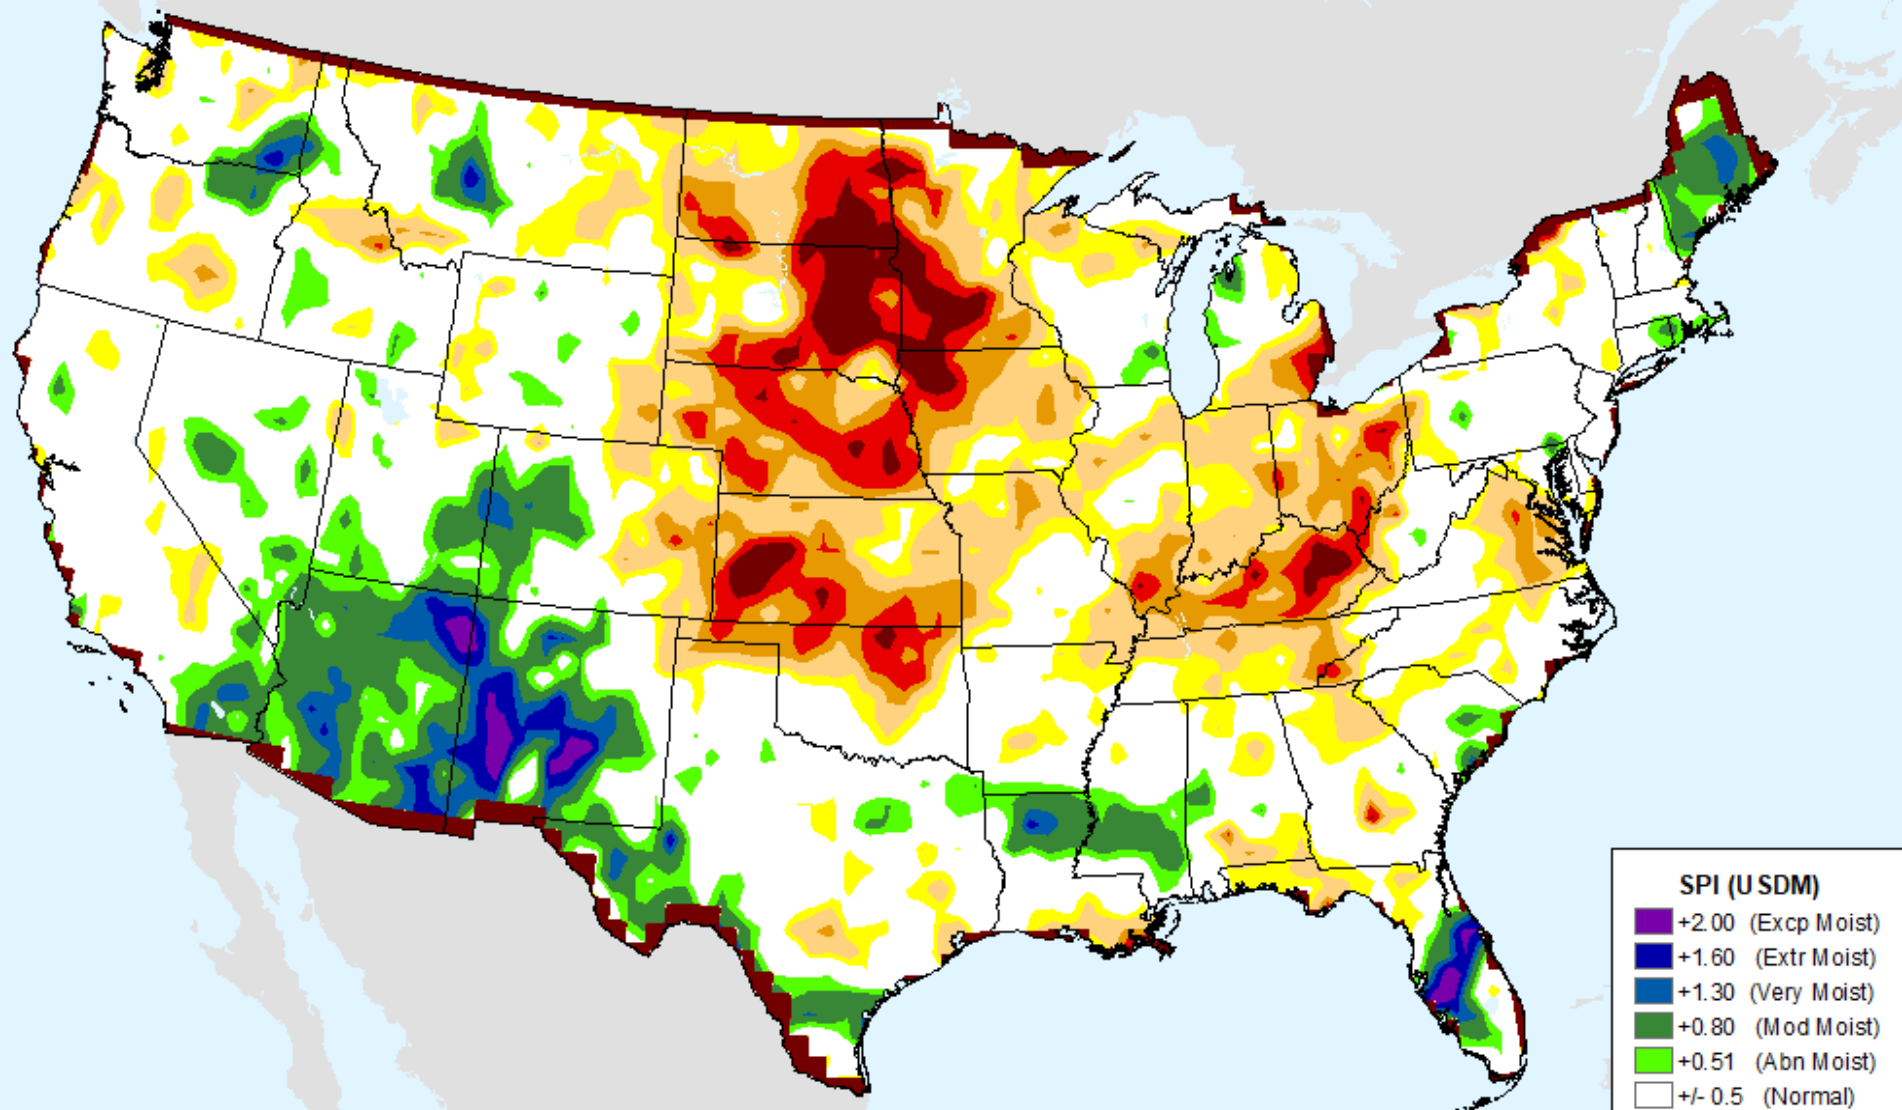 SPI (USDM)
+2.00 (Excp Moist)
+1.60 (Extr Moist)
+1.30 (Very Moist)
+0.80 (Mod Moist)
+0.51 (Abn Moist)
+/- 0.5 (Normal)